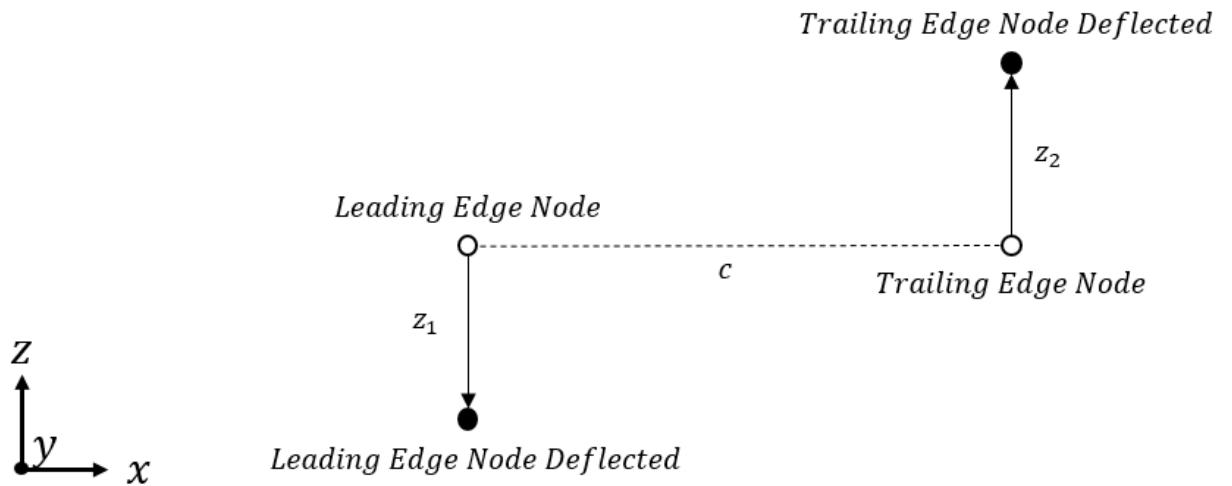 Trailing Edge Node Deflected
z₂
Leading Edge Node
c
Trailing Edge Node
z₁
z
y
x
Leading Edge Node Deflected